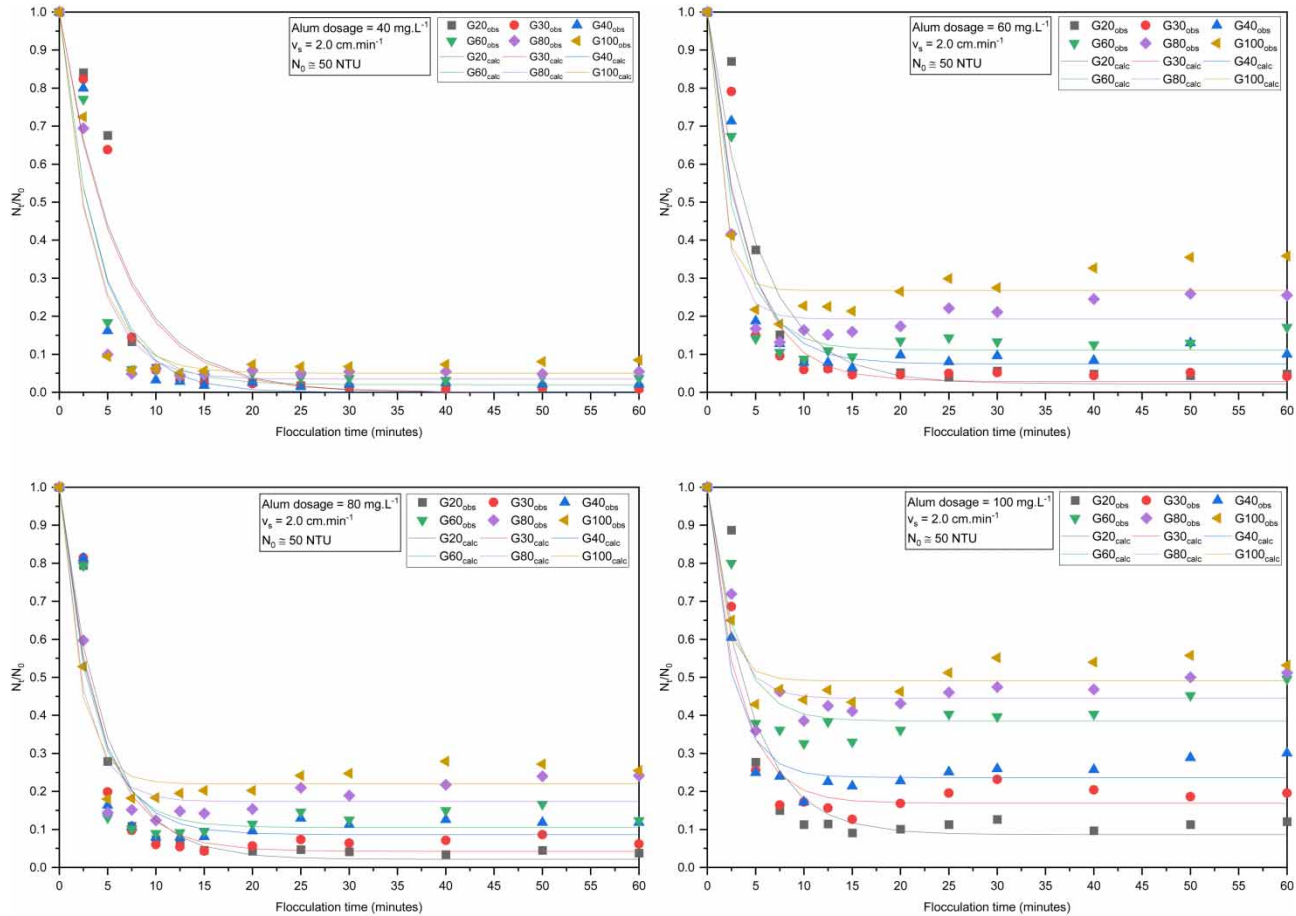 Alum dosage = 40 mg.L⁻¹
vₛ = 2.0 cm.min⁻¹
N₀ ≅ 50 NTU
G20obs G30obs G40obs
G60obs G80obs G100obs
G20calc G30calc G40calc
G60calc G80calc G100calc
Nₜ/N₀
1.0
0.9
0.8
0.7
0.6
0.5
0.4
0.3
0.2
0.1
0.0
0 5 10 15 20 25 30 35 40 45 50 55 60
Flocculation time (minutes)
Alum dosage = 60 mg.L⁻¹
vₛ = 2.0 cm.min⁻¹
N₀ ≅ 50 NTU
G20obs G30obs G40obs
G60obs G80obs G100obs
G20calc G30calc G40calc
G60calc G80calc G100calc
Nₜ/N₀
1.0
0.9
0.8
0.7
0.6
0.5
0.4
0.3
0.2
0.1
0.0
0 5 10 15 20 25 30 35 40 45 50 55 60
Flocculation time (minutes)
Alum dosage = 80 mg.L⁻¹
vₛ = 2.0 cm.min⁻¹
N₀ ≅ 50 NTU
G20obs G30obs G40obs
G60obs G80obs G100obs
G20calc G30calc G40calc
G60calc G80calc G100calc
Nₜ/N₀
1.0
0.9
0.8
0.7
0.6
0.5
0.4
0.3
0.2
0.1
0.0
0 5 10 15 20 25 30 35 40 45 50 55 60
Flocculation time (minutes)
Alum dosage = 100 mg.L⁻¹
vₛ = 2.0 cm.min⁻¹
N₀ ≅ 50 NTU
G20obs G30obs G40obs
G60obs G80obs G100obs
G20calc G30calc G40calc
G60calc G80calc G100calc
Nₜ/N₀
1.0
0.9
0.8
0.7
0.6
0.5
0.4
0.3
0.2
0.1
0.0
0 5 10 15 20 25 30 35 40 45 50 55 60
Flocculation time (minutes)